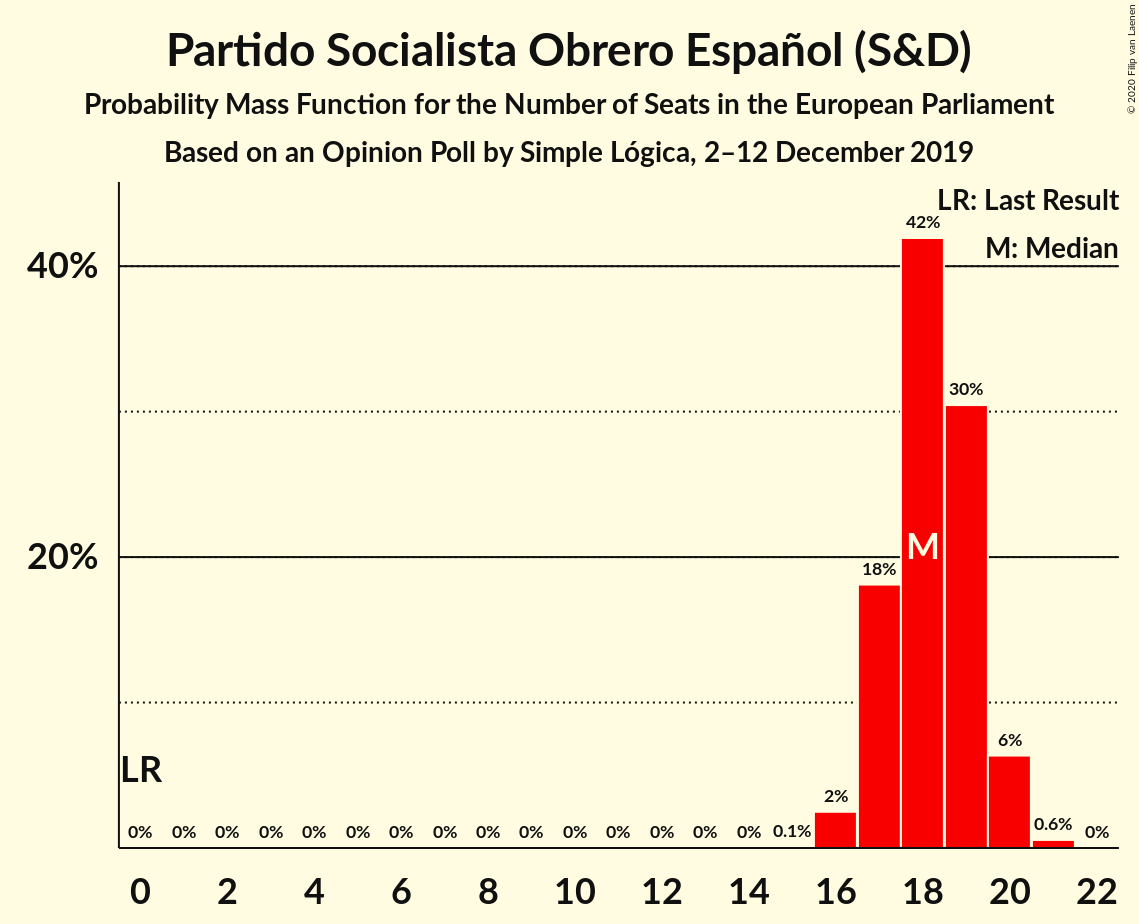 Partido Socialista Obrero Español (S&D)
Probability Mass Function for the Number of Seats in the European Parliament
Based on an Opinion Poll by Simple Lógica, 2–12 December 2019
© 2020 Filip van Laenen
LR: Last Result
M: Median
40%
20%
42%
30%
M
18%
6%
LR
2%
0% 0% 0% 0% 0% 0% 0% 0% 0% 0% 0% 0% 0% 0% 0% 0.1% 0.6% 0%
0 2 4 6 8 10 12 14 16 18 20 22